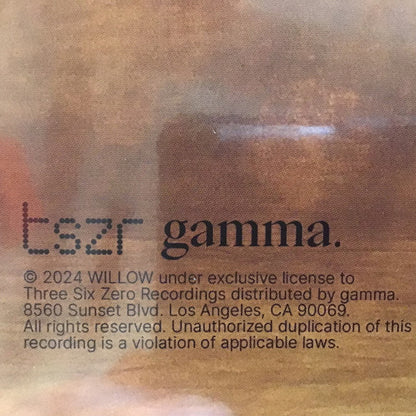 tszr gamma.
© 2024 WILLOW under exclusive license to
Three Six Zero Recordings distributed by gamma.
8560 Sunset Blvd. Los Angeles, CA 90069.
All rights reserved. Unauthorized duplication of this
recording is a violation of applicable laws.